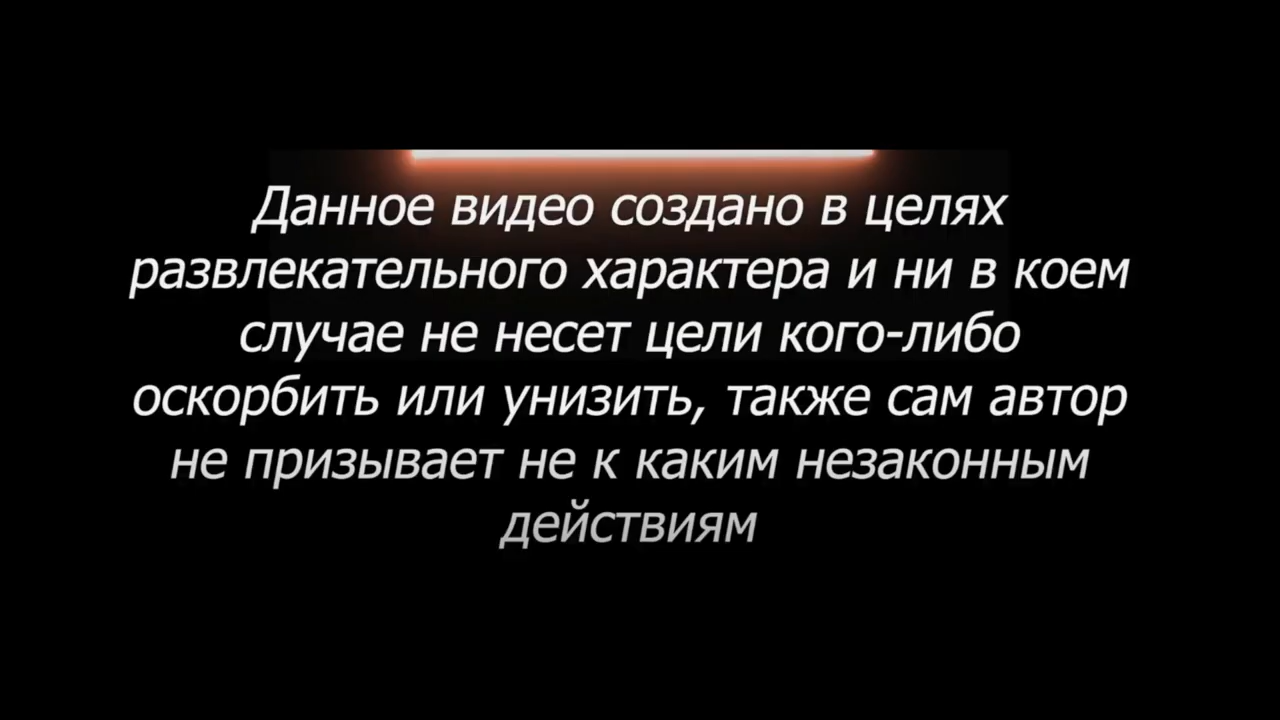 Данное видео создано в целях
развлекательного характера и ни в коем
случае не несет цели кого-либо
оскорбить или унизить, также сам автор
не призывает не к каким незаконным
действиям